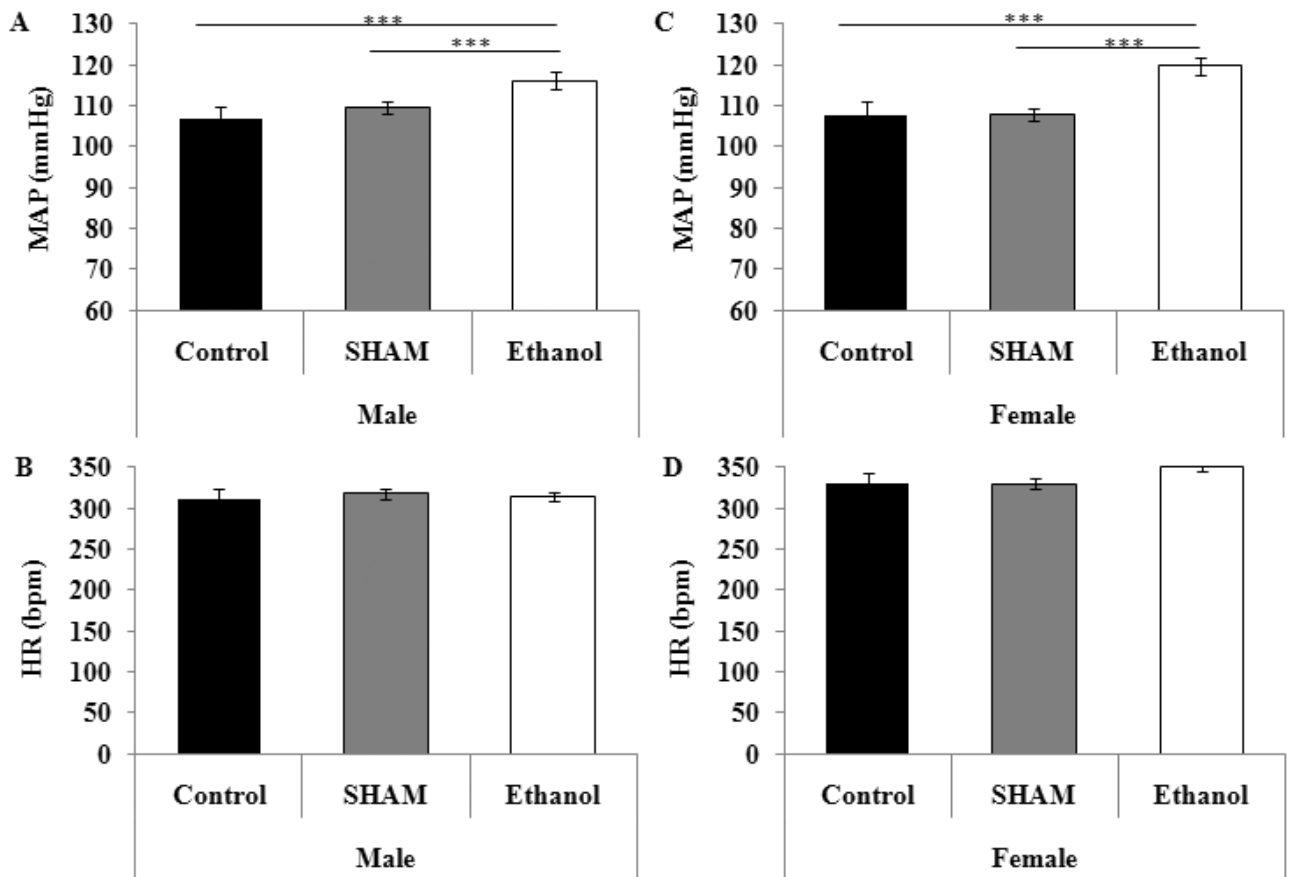 A
MAP (mmHg)
130
120
110
100
90
80
70
60
***
***
Control SHAM Ethanol
Male
C
MAP (mmHg)
130
120
110
100
90
80
70
60
***
***
Control SHAM Ethanol
Female
B
HR (bpm)
350
300
250
200
150
100
50
0
Control SHAM Ethanol
Male
D
HR (bpm)
350
300
250
200
150
100
50
0
Control SHAM Ethanol
Female